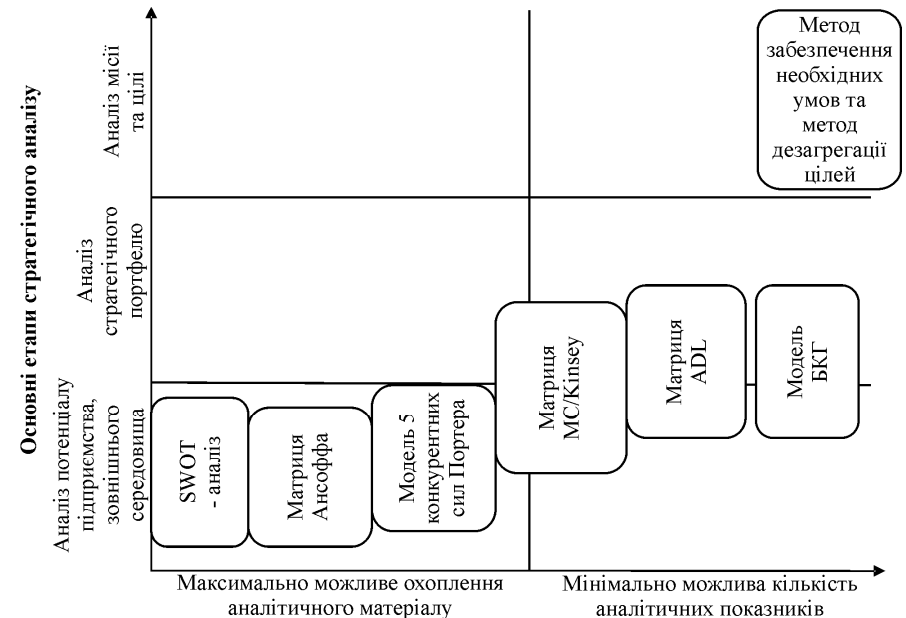 Основні етапи стратегічного аналізу
Аналіз місії
та цілі
Аналіз
стратегічного
портфелю
Аналіз потенціалу
підприємства,
зовнішнього
середовища
Метод
забезпечення
необхідних
умов та
метод
дезагрегації
цілей
SWOT
- аналіз
Матриця
Ансоффа
Модель 5
конкурентних
сил Портера
Матриця
МС/Kinsey
Матриця
ADL
Модель
БКГ
Максимально можливе охоплення
аналітичного матеріалу
Мінімально можлива кількість
аналітичних показників